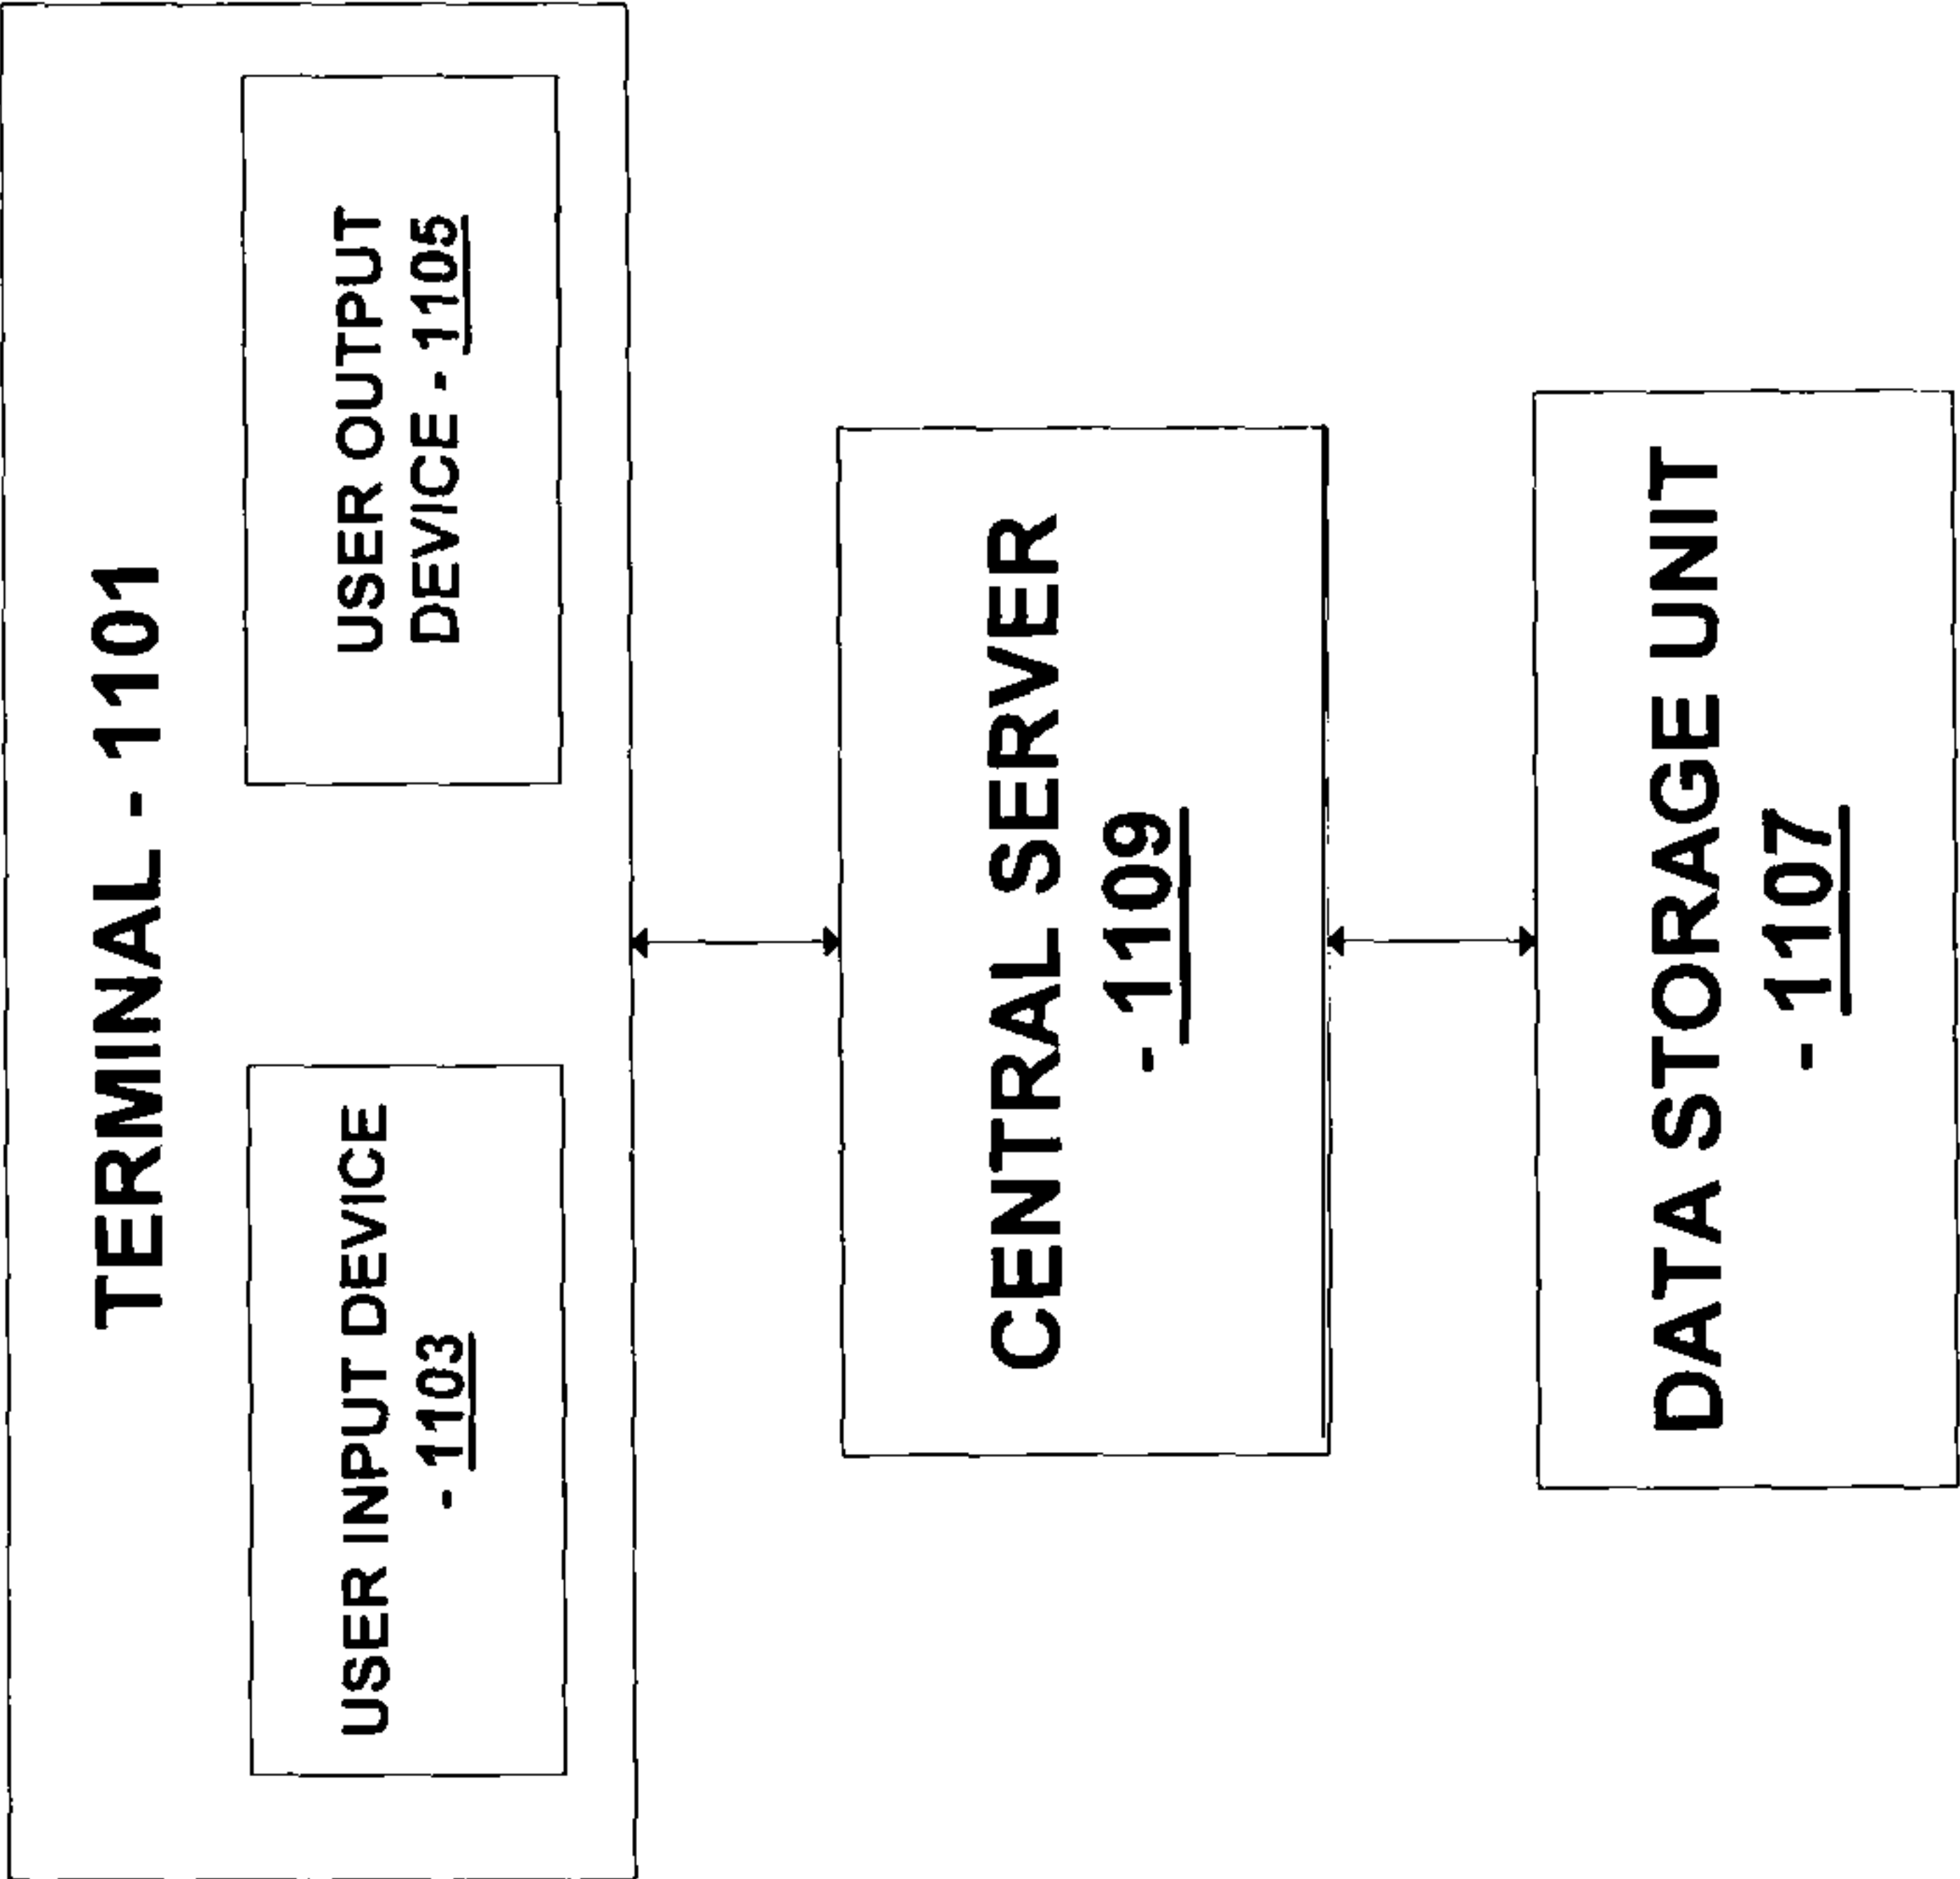 TERMINAL - 1101
USER INPUT DEVICE
- 1103
USER OUTPUT
DEVICE - 1105
CENTRAL SERVER
- 1109
DATA STORAGE UNIT
- 1107